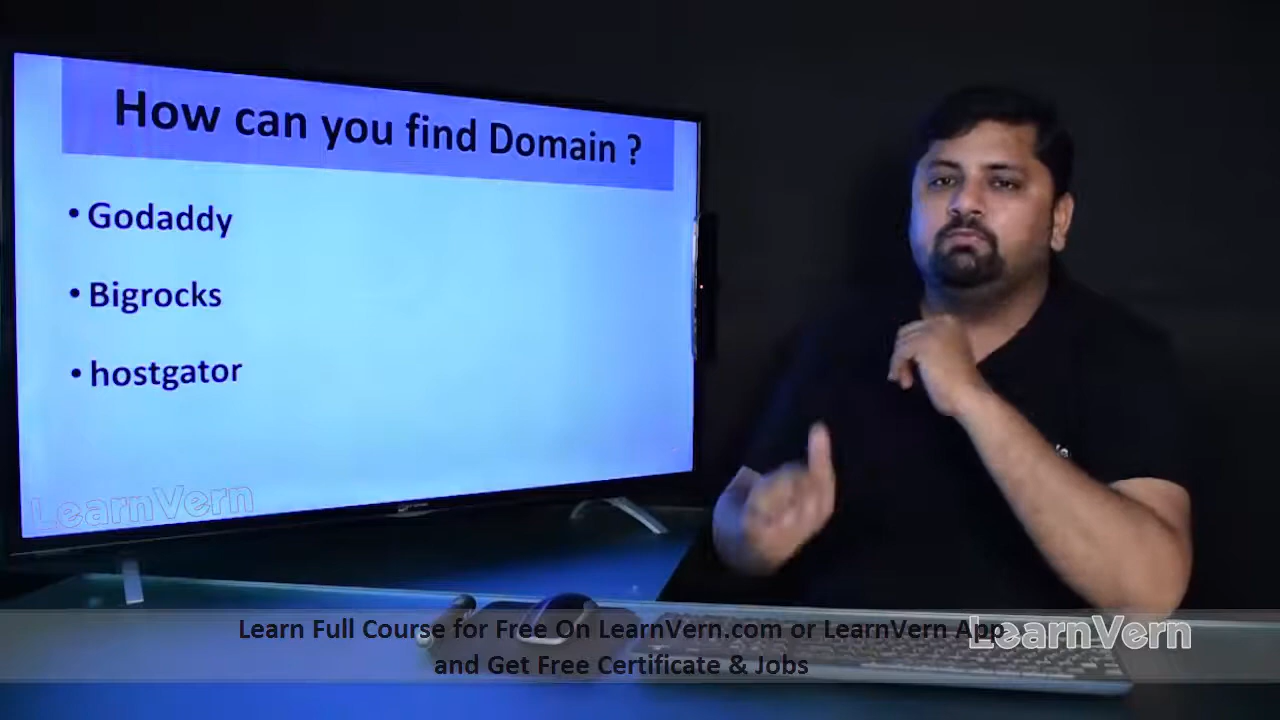 How can you find Domain ?
• Godaddy
• Bigrocks
• hostgator
LearnVern
Learn Full Course for Free On LearnVern.com or LearnVern App
and Get Free Certificate & Jobs
LearnVern